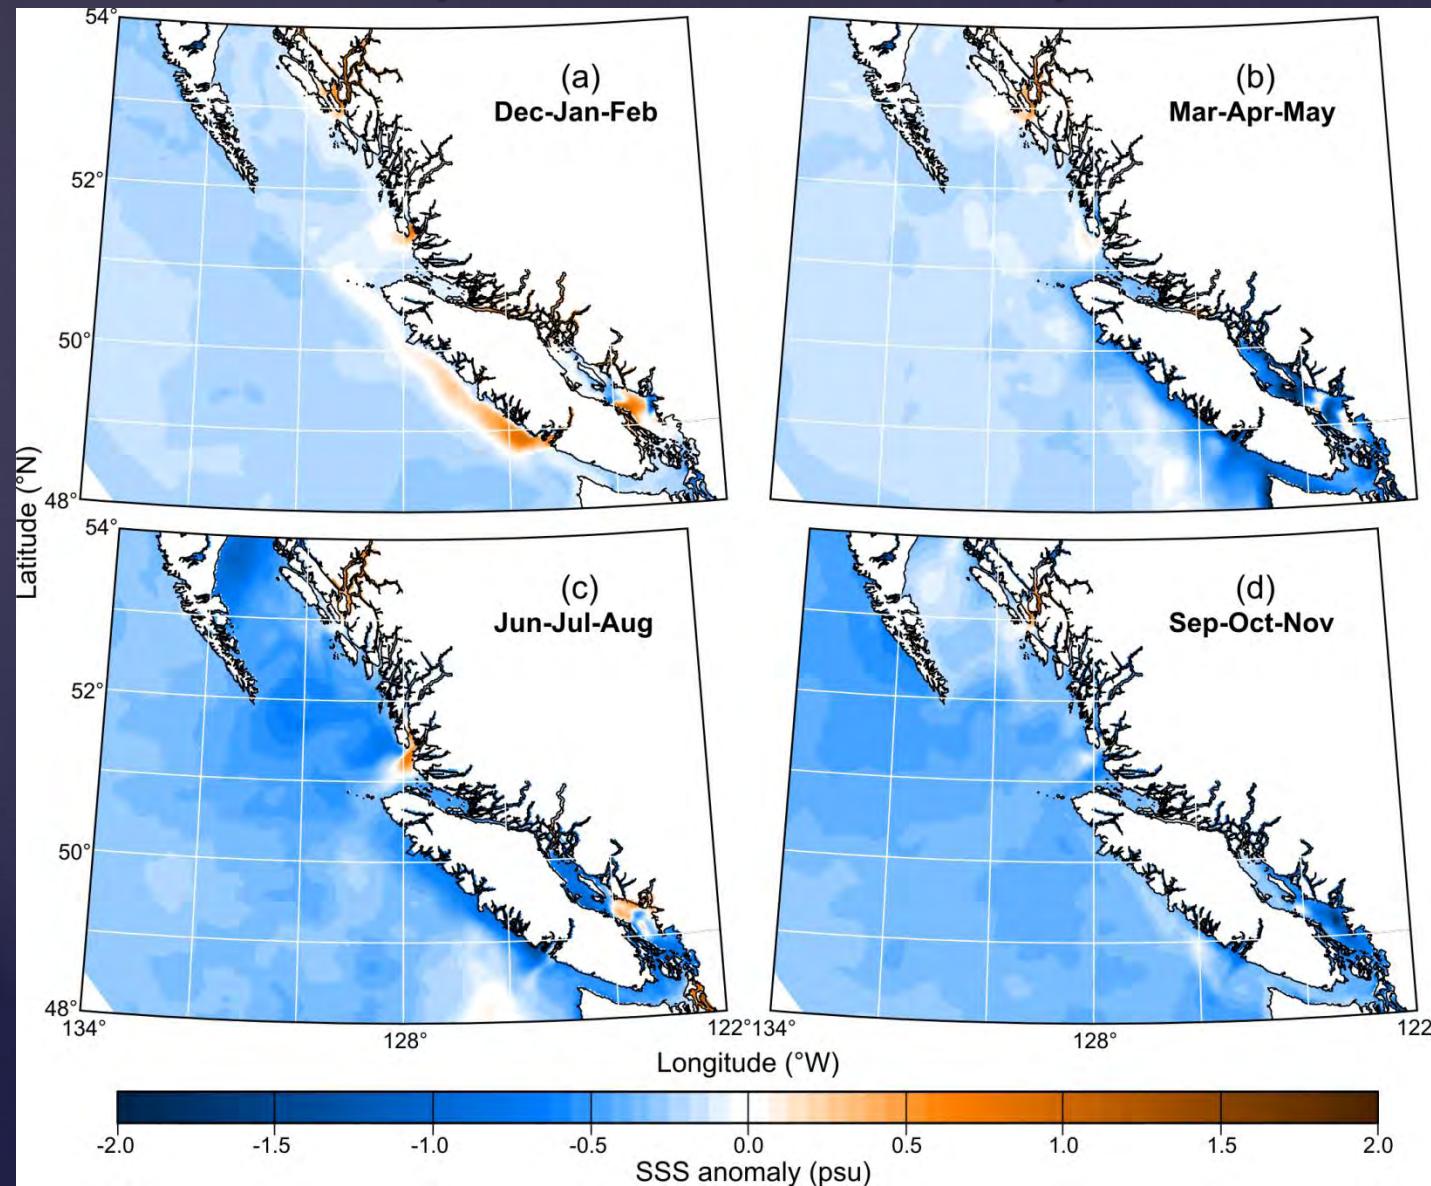 54°
(a)
Dec-Jan-Feb
52°
50°
48°
(b)
Mar-Apr-May
Latitude (°N)
54°
(c)
Jun-Jul-Aug
52°
50°
48°
134°
128°
122°
(d)
Sep-Oct-Nov
134°
128°
122
Longitude (°W)
-2.0 -1.5 -1.0 -0.5 0.0 0.5 1.0 1.5 2.0
SSS anomaly (psu)